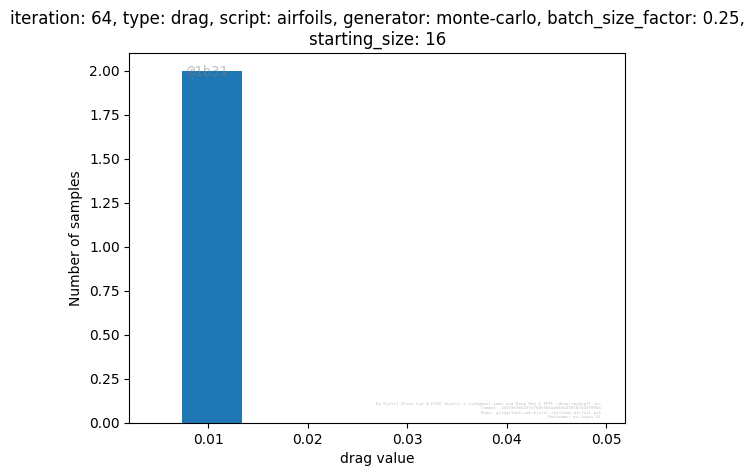 iteration: 64, type: drag, script: airfoils, generator: monte-carlo, batch_size_factor: 0.25,
starting_size: 16
2.00
@1b31
1.75
1.50
1.25
1.00
0.75
0.50
0.25
0.00
Number of samples
0.01 0.02 0.03 0.04 0.05
drag value